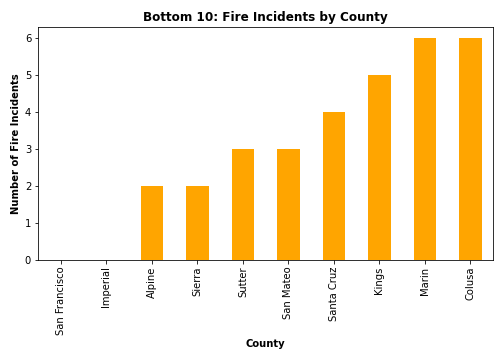 Bottom 10: Fire Incidents by County
Number of Fire Incidents
6
5
4
3
2
1
0
San Francisco
Imperial
Alpine
Sierra
Sutter
San Mateo
Santa Cruz
Kings
Marin
Colusa
County